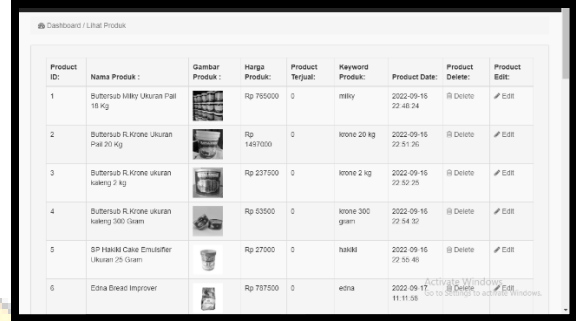 Dashboard / Lihat Produk
Product ID: Nama Produk : Gambar Produk : Harga Produk: Product Terjual: Keyword Produk: Product Date: Product Delete: Product Edit:
1 Buttersub Milky Ukuran Pail 18 Kg Rp 765000 0 milky 2022-09-16 22:48:24 Delete Edit
2 Buttersub R.Krone Ukuran Pail 20 Kg Rp 1497000 0 krone 20 kg 2022-09-16 22:51:26 Delete Edit
3 Buttersub R.Krone ukuran kaleng 2 kg Rp 237500 0 krone 2 kg 2022-09-16 22:52:25 Delete Edit
4 Buttersub R.Krone ukuran kaleng 300 Gram Rp 53500 0 krone 300 gram 2022-09-16 22:54:32 Delete Edit
5 SP Hakiki Cake Emulsifier Ukuran 25 Gram Rp 27000 0 hakiki 2022-09-16 22:55:48 Delete Edit
6 Edna Bread Improver Rp 787500 0 edna 2022-09-17 11:11:58 Delete Edit
Activate Windows
Go to Settings to activate Windows.